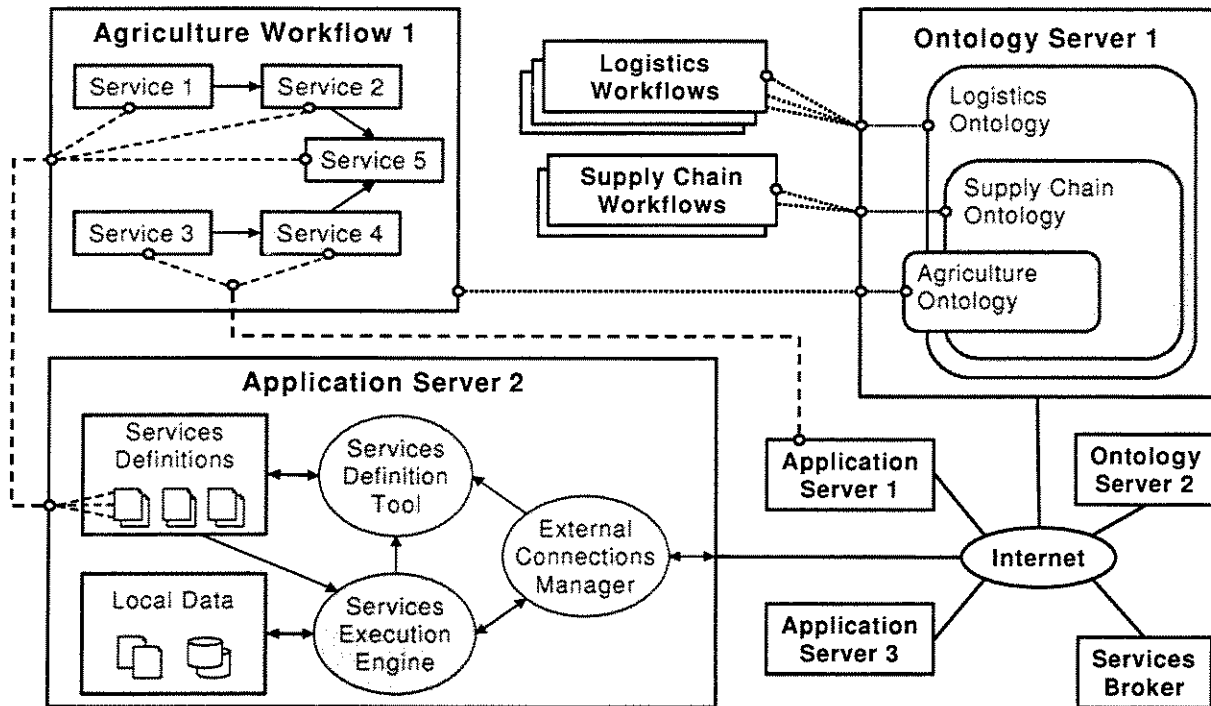 Agriculture Workflow 1
Service 1
Service 2
Service 5
Service 3
Service 4
Logistics
Workflows
Supply Chain
Workflows
Ontology Server 1
Logistics
Ontology
Supply Chain
Ontology
Agriculture
Ontology
Application Server 2
Services
Definitions
Services
Definition
Tool
External
Connections
Manager
Local Data
Services
Execution
Engine
Application
Server 1
Ontology
Server 2
Internet
Application
Server 3
Services
Broker